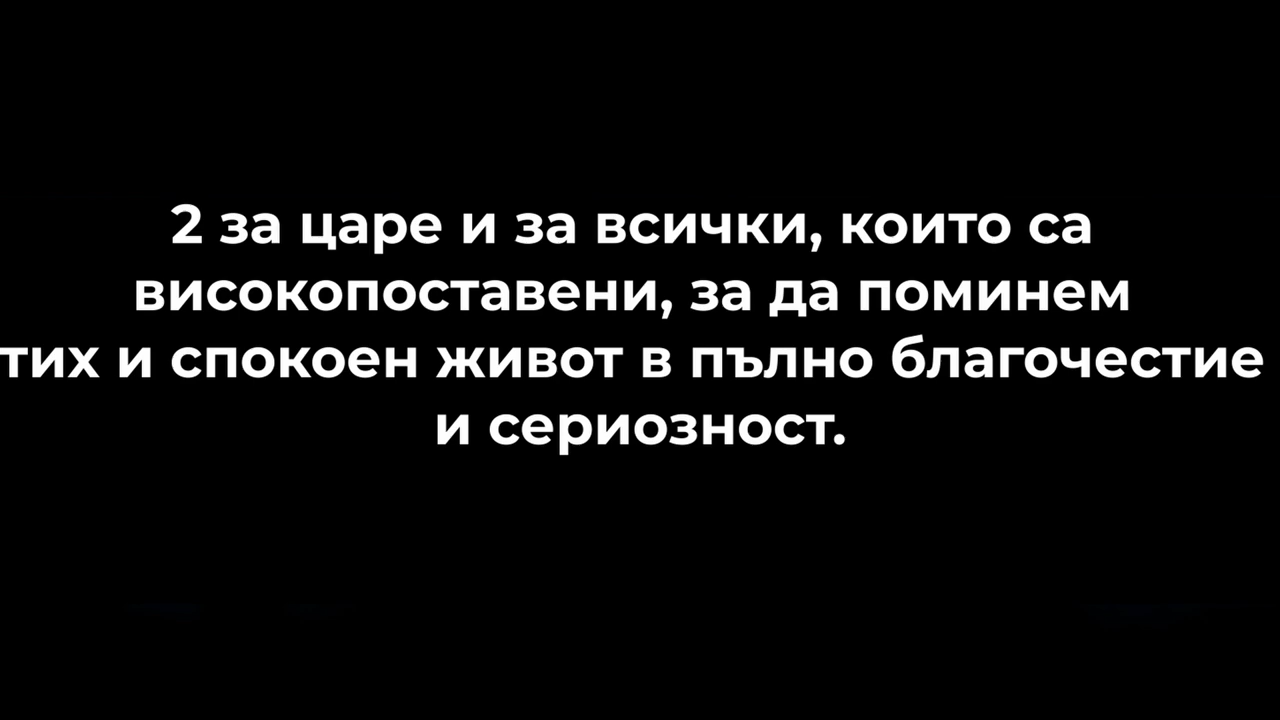 2 за царе и за всички, които са
високопоставени, за да поминем
тих и спокоен живот в пълно благочестие
и сериозност.